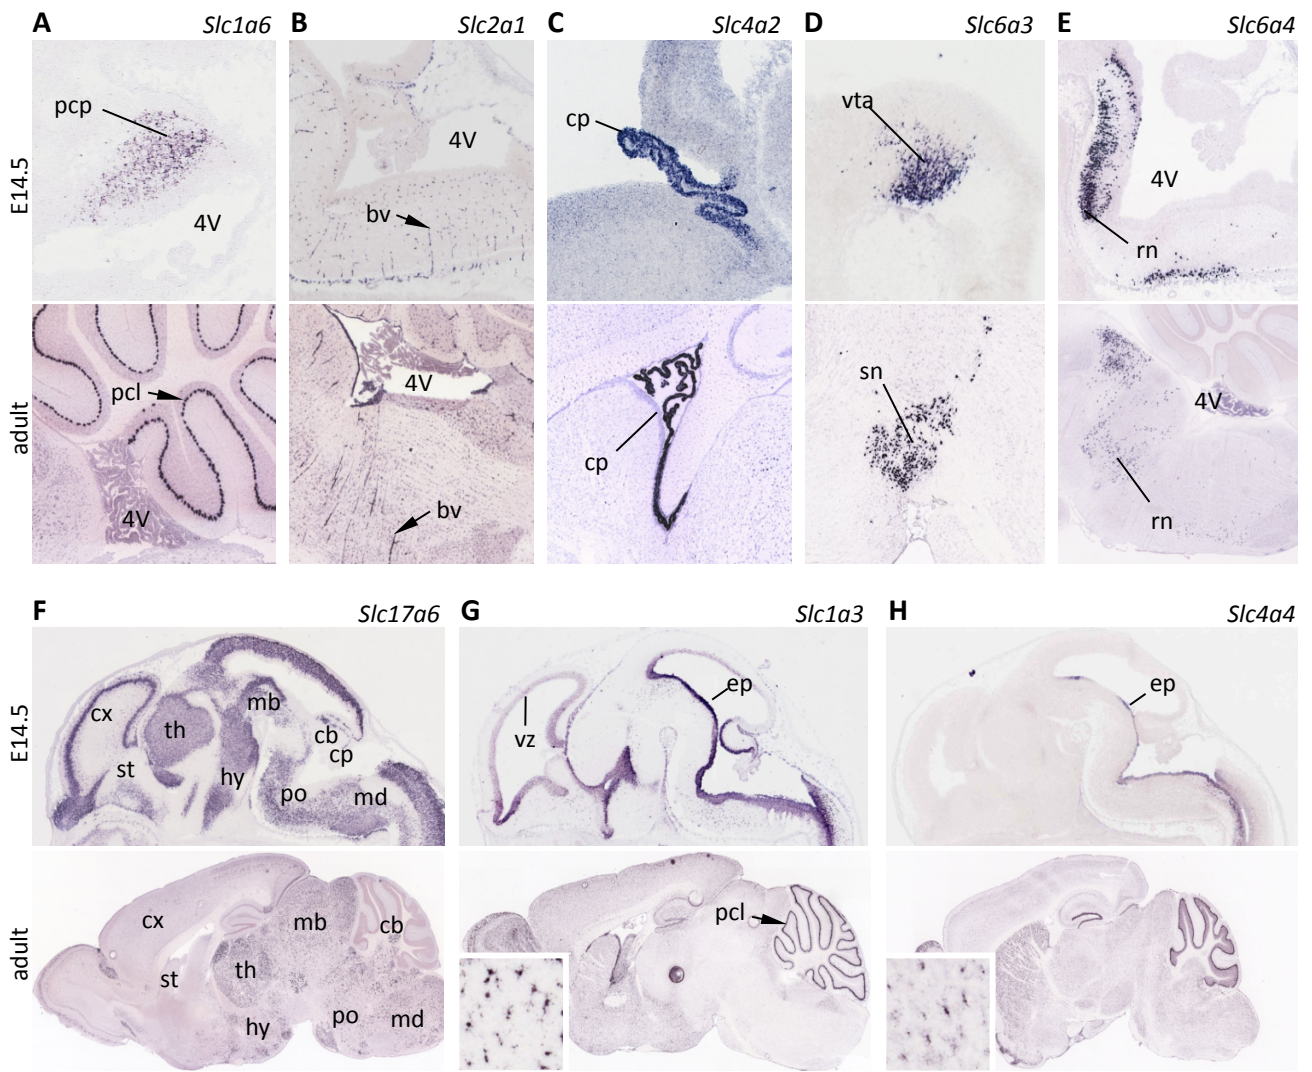 A Slc1a6 B Slc2a1 C Slc4a2 D Slc6a3 E Slc6a4
E14.5
pcp
4V
4V
bv
cp
vta
4V
rn
adult
pcl
4V
4V
bv
cp
sn
4V
rn
F Slc17a6 G Slc1a3 H Slc4a4
E14.5
cx
th
mb
cb
cp
st
hy
po
md
vz
ep
ep
adult
cx
mb
cb
st
th
hy
po
md
pcl